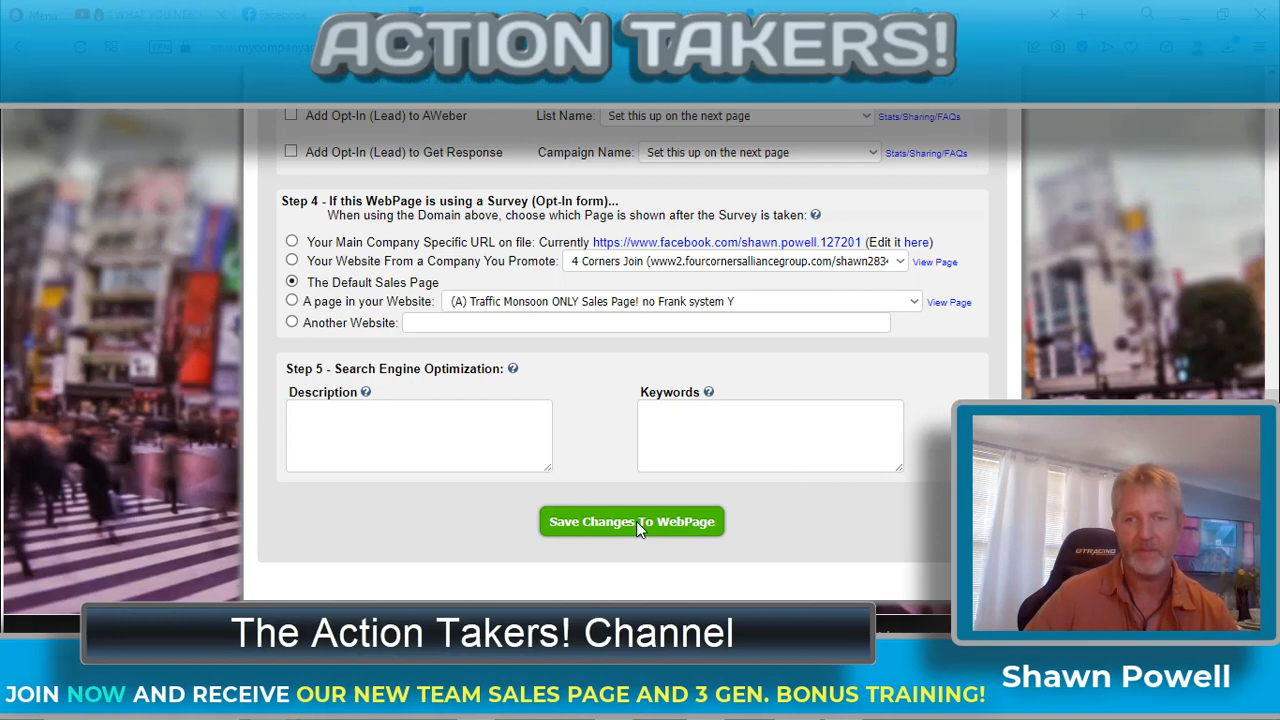 ACTION TAKERS!
Add Opt-In (Lead) to AWeber List Name: Set this up on the next page Stats/Sharing/FAQs
Add Opt-In (Lead) to Get Response Campaign Name: Set this up on the next page Stats/Sharing/FAQs
Step 4 - If this WebPage is using a Survey (Opt-In form)...
When using the Domain above, choose which Page is shown after the Survey is taken:
Your Main Company Specific URL on file: Currently https://www.facebook.com/shawn.powell.127201 (Edit it here)
Your Website From a Company You Promote: 4 Corners Join (www2.fourcornersalliancegroup.com/shawn283 View Page
The Default Sales Page
A page in your Website: (A) Traffic Monsoon ONLY Sales Page! no Frank system Y View Page
Another Website:
Step 5 - Search Engine Optimization:
Description Keywords
Save Changes To WebPage
GTRACING
The Action Takers! Channel
Shawn Powell
JOIN NOW AND RECEIVE OUR NEW TEAM SALES PAGE AND 3 GEN. BONUS TRAINING!